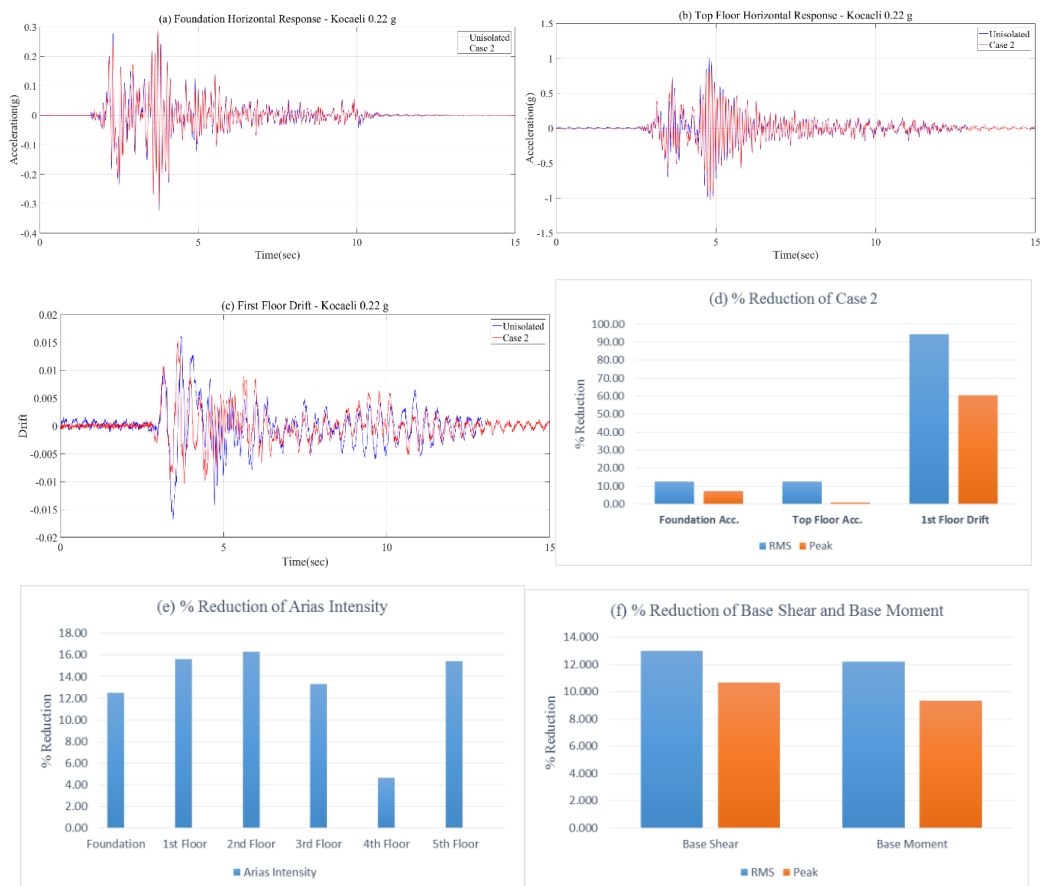 (a) Foundation Horizontal Response - Kocaeli 0.22 g
Unisolated
Case 2
0.3
0.2
0.1
0
-0.1
-0.2
-0.3
-0.4
Acceleration(g)
0 5 10 15
Time(sec)
(b) Top Floor Horizontal Response - Kocaeli 0.22 g
Unisolated
Case 2
1.5
1
0.5
0
-0.5
-1
-1.5
Acceleration(g)
0 5 10 15
Time(sec)
(c) First Floor Drift - Kocaeli 0.22 g
Unisolated
Case 2
0.02
0.015
0.01
0.005
0
-0.005
-0.01
-0.015
-0.02
Drift
0 5 10 15
Time(sec)
(d) % Reduction of Case 2
100.00
90.00
80.00
70.00
60.00
50.00
40.00
30.00
20.00
10.00
0.00
% Reduction
Foundation Acc. Top Floor Acc. 1st Floor Drift
RMS Peak
(e) % Reduction of Arias Intensity
18.00
16.00
14.00
12.00
10.00
8.00
6.00
4.00
2.00
0.00
% Reduction
Foundation 1st Floor 2nd Floor 3rd Floor 4th Floor 5th Floor
Arias Intensity
(f) % Reduction of Base Shear and Base Moment
14.000
12.000
10.000
8.000
6.000
4.000
2.000
0.000
% Reduction
Base Shear Base Moment
RMS Peak